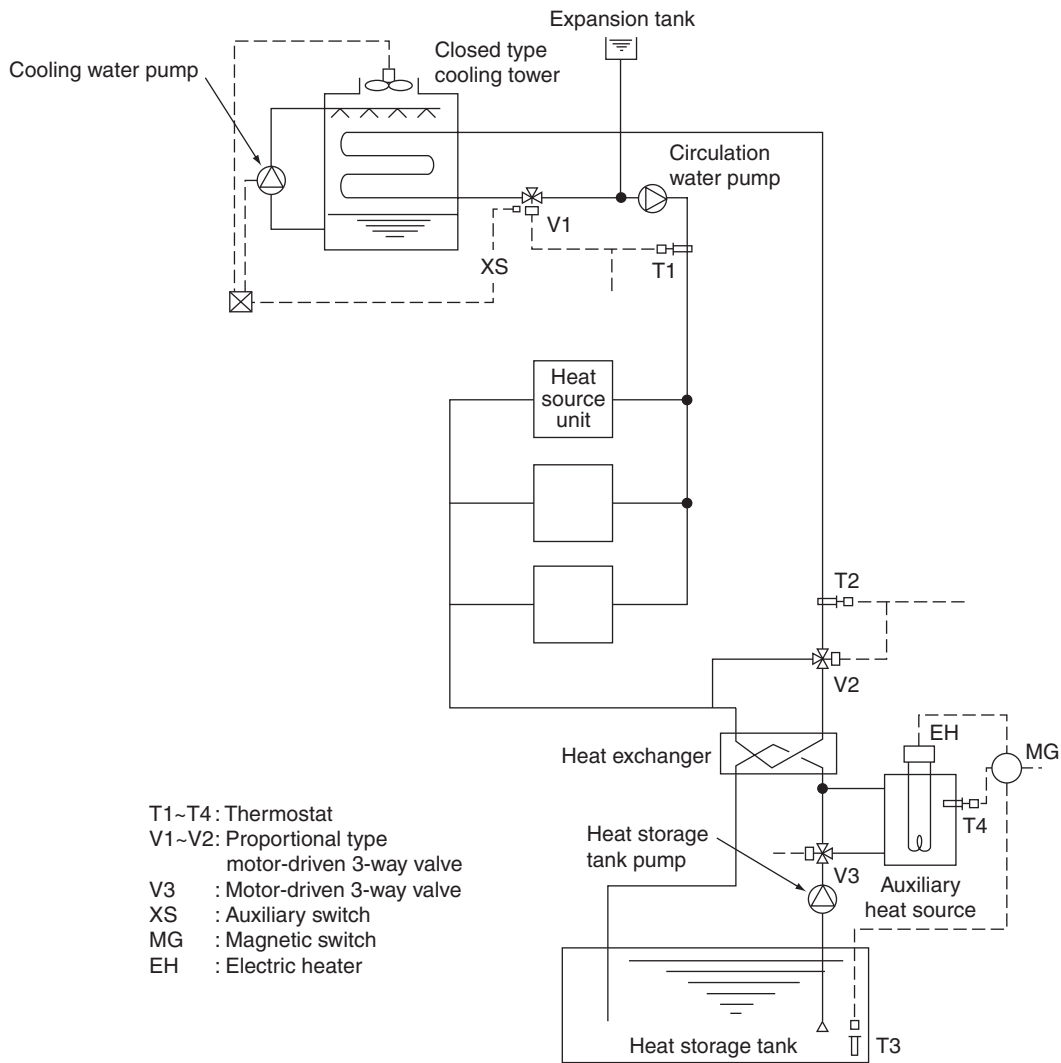 Expansion tank
Closed type
cooling tower
Cooling water pump
Circulation
water pump
V1
XS
T1
Heat
source
unit
T2
V2
EH
MG
Heat exchanger
T4
Heat storage
tank pump
V3
Auxiliary
heat source
T1~T4 : Thermostat
V1~V2: Proportional type
motor-driven 3-way valve
V3 : Motor-driven 3-way valve
XS : Auxiliary switch
MG : Magnetic switch
EH : Electric heater
Heat storage tank
T3